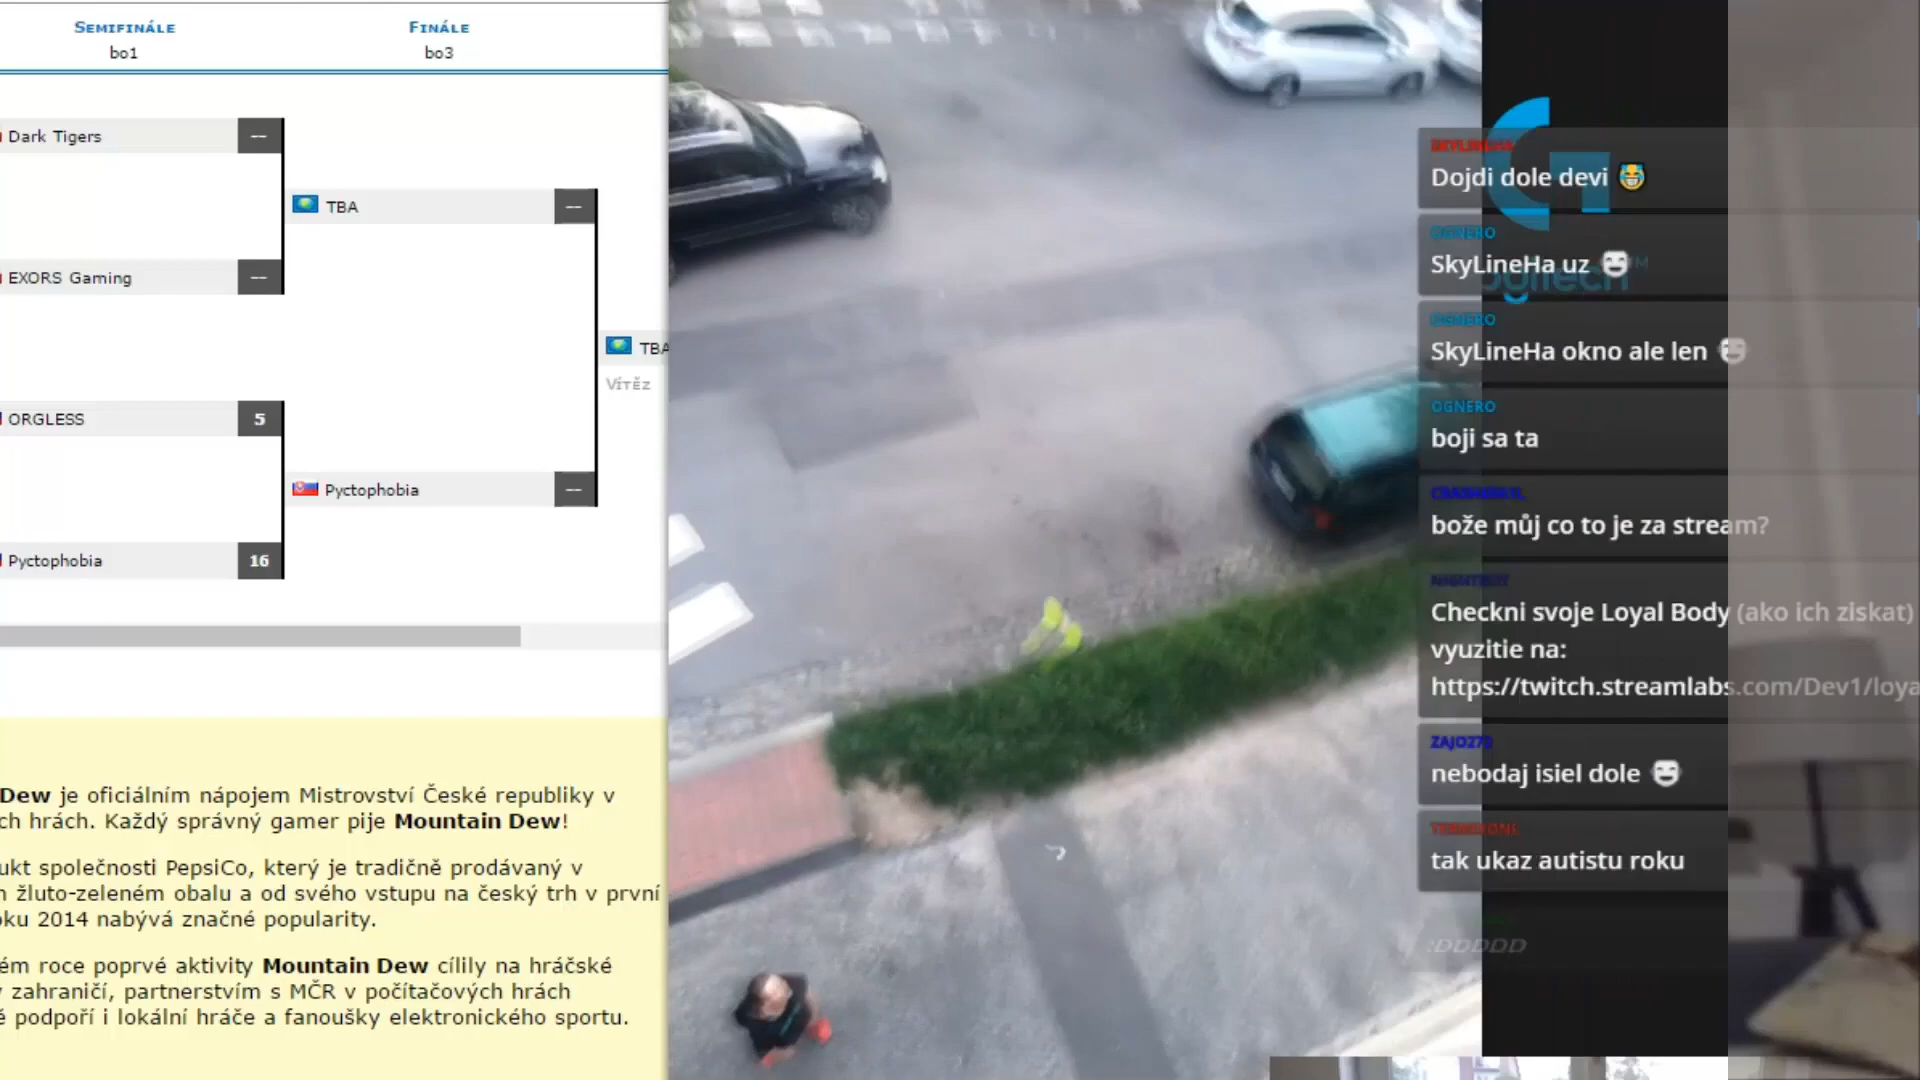 SEMIFINÁLE
FINÁLE
bo1
bo3
Dark Tigers --
EXORS Gaming --
TBA --
ORGLESS 5
Pyctophobia 16
Pyctophobia --
TBA
VÍTĚZ
Dew je oficiálním nápojem Mistrovství České republiky v
ch hrách. Každý správný gamer pije Mountain Dew!
ukt společnosti PepsiCo, který je tradičně prodávaný v
žluto-zeleném obalu a od svého vstupu na český trh v první
oku 2014 nabývá značné popularity.
ém roce poprvé aktivity Mountain Dew cílily na hráčské
zahraničí, partnerstvím s MČR v počítačových hrách
podpoří i lokální hráče a fanoušky elektronického sportu.
SKYLINEHA
Dojdi dole devi
OGNERO
SkyLineHa uz
OGNERO
SkyLineHa okno ale len
OGNERO
boji sa ta
bože můj co to je za stream?
Checkni svoje Loyal Body (ako ich ziskat)
vyuzitie na:
https://twitch.streamlabs.com/Dev1/loya
nebodaj isiel dole
tak ukaz autistu roku
:DDDDD